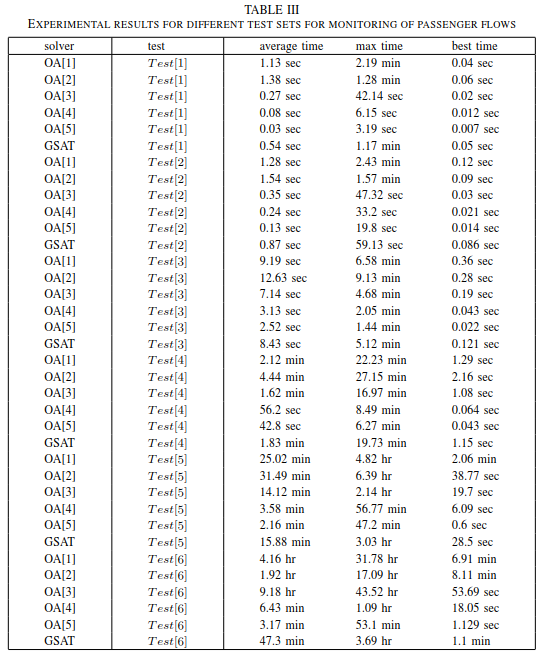 TABLE III
EXPERIMENTAL RESULTS FOR DIFFERENT TEST SETS FOR MONITORING OF PASSENGER FLOWS
solver test average time max time best time
OA[1] Test[1] 1.13 sec 2.19 min 0.04 sec
OA[2] Test[1] 1.38 sec 1.28 min 0.06 sec
OA[3] Test[1] 0.27 sec 42.14 sec 0.02 sec
OA[4] Test[1] 0.08 sec 6.15 sec 0.012 sec
OA[5] Test[1] 0.03 sec 3.19 sec 0.007 sec
GSAT Test[1] 0.54 sec 1.17 min 0.05 sec
OA[1] Test[2] 1.28 sec 2.43 min 0.12 sec
OA[2] Test[2] 1.54 sec 1.57 min 0.09 sec
OA[3] Test[2] 0.35 sec 47.32 sec 0.03 sec
OA[4] Test[2] 0.24 sec 33.2 sec 0.021 sec
OA[5] Test[2] 0.13 sec 19.8 sec 0.014 sec
GSAT Test[2] 0.87 sec 59.13 sec 0.086 sec
OA[1] Test[3] 9.19 sec 6.58 min 0.36 sec
OA[2] Test[3] 12.63 sec 9.13 min 0.28 sec
OA[3] Test[3] 7.14 sec 4.68 min 0.19 sec
OA[4] Test[3] 3.13 sec 2.05 min 0.043 sec
OA[5] Test[3] 2.52 sec 1.44 min 0.022 sec
GSAT Test[3] 8.43 sec 5.12 min 0.121 sec
OA[1] Test[4] 2.12 min 22.23 min 1.29 sec
OA[2] Test[4] 4.44 min 27.15 min 2.16 sec
OA[3] Test[4] 1.62 min 16.97 min 1.08 sec
OA[4] Test[4] 56.2 sec 8.49 min 0.064 sec
OA[5] Test[4] 42.8 sec 6.27 min 0.043 sec
GSAT Test[4] 1.83 min 19.73 min 1.15 sec
OA[1] Test[5] 25.02 min 4.82 hr 2.06 min
OA[2] Test[5] 31.49 min 6.39 hr 38.77 sec
OA[3] Test[5] 14.12 min 2.14 hr 19.7 sec
OA[4] Test[5] 3.58 min 56.77 min 6.09 sec
OA[5] Test[5] 2.16 min 47.2 min 0.6 sec
GSAT Test[5] 15.88 min 3.03 hr 28.5 sec
OA[1] Test[6] 4.16 hr 31.78 hr 6.91 min
OA[2] Test[6] 1.92 hr 17.09 hr 8.11 min
OA[3] Test[6] 9.18 hr 43.52 hr 53.69 sec
OA[4] Test[6] 6.43 min 1.09 hr 18.05 sec
OA[5] Test[6] 3.17 min 53.1 min 1.129 sec
GSAT Test[6] 47.3 min 3.69 hr 1.1 min